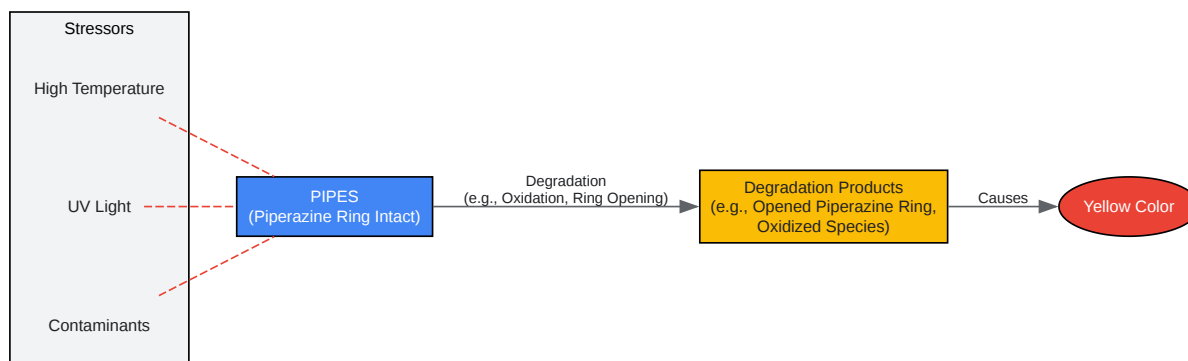 Stressors
High Temperature
UV Light
Contaminants
PIPES
(Piperazine Ring Intact)
Degradation
(e.g., Oxidation, Ring Opening)
Degradation Products
(e.g., Opened Piperazine Ring,
Oxidized Species)
Causes
Yellow Color